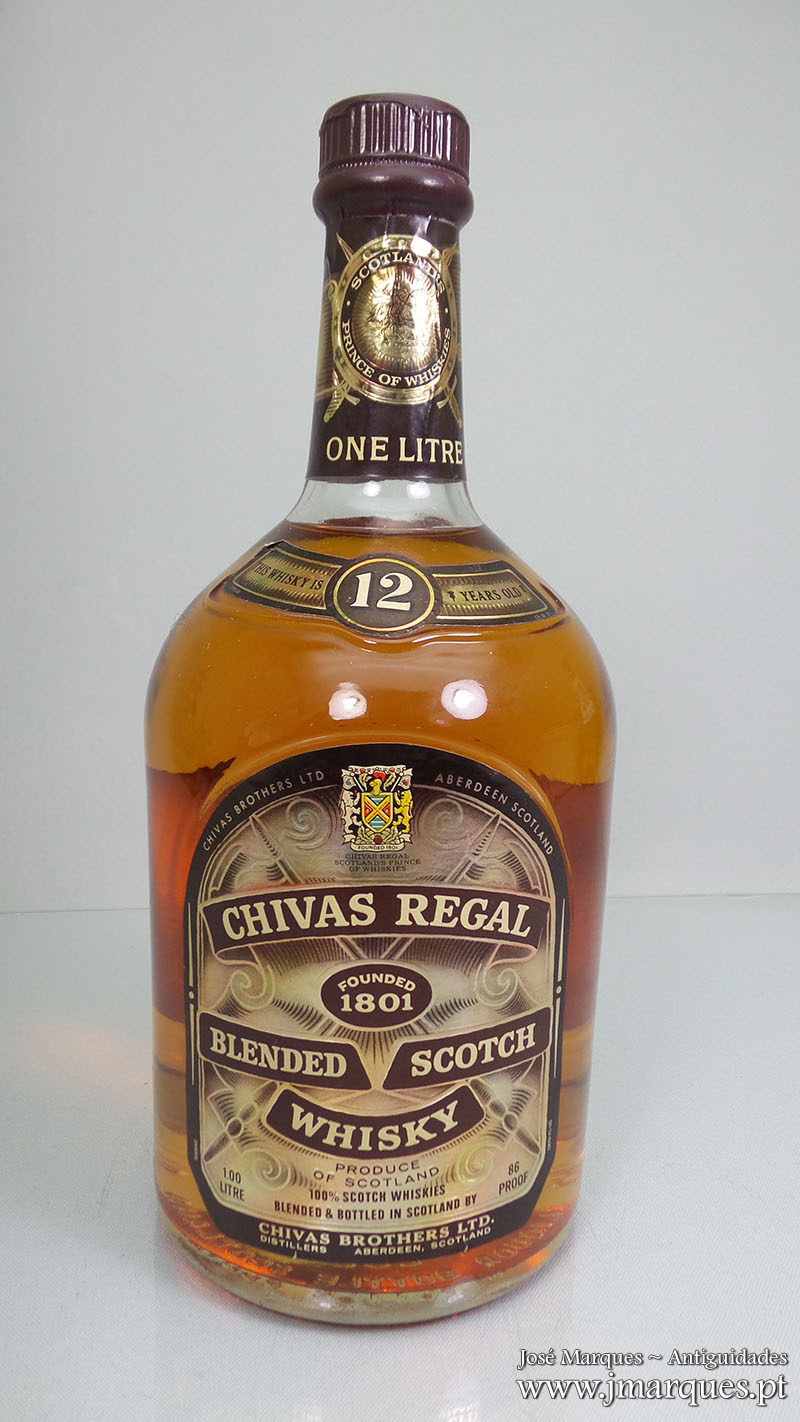 SCOTLAND'S
PRINCE OF WHISKIES
ONE LITRE
THIS WHISKY IS 12 YEARS OLD
CHIVAS BROTHERS LTD ABERDEEN SCOTLAND
FOUNDED 1801
CHIVAS REGAL
SCOTLAND'S PRINCE
OF WHISKIES
CHIVAS REGAL
FOUNDED
1801
BLENDED SCOTCH
WHISKY
PRODUCE
OF SCOTLAND
1.00
LITRE
86
PROOF
100% SCOTCH WHISKIES
BLENDED & BOTTLED IN SCOTLAND BY
CHIVAS BROTHERS LTD.
DISTILLERS ABERDEEN, SCOTLAND
José Marques ~ Antiguidades
www.jmarques.pt